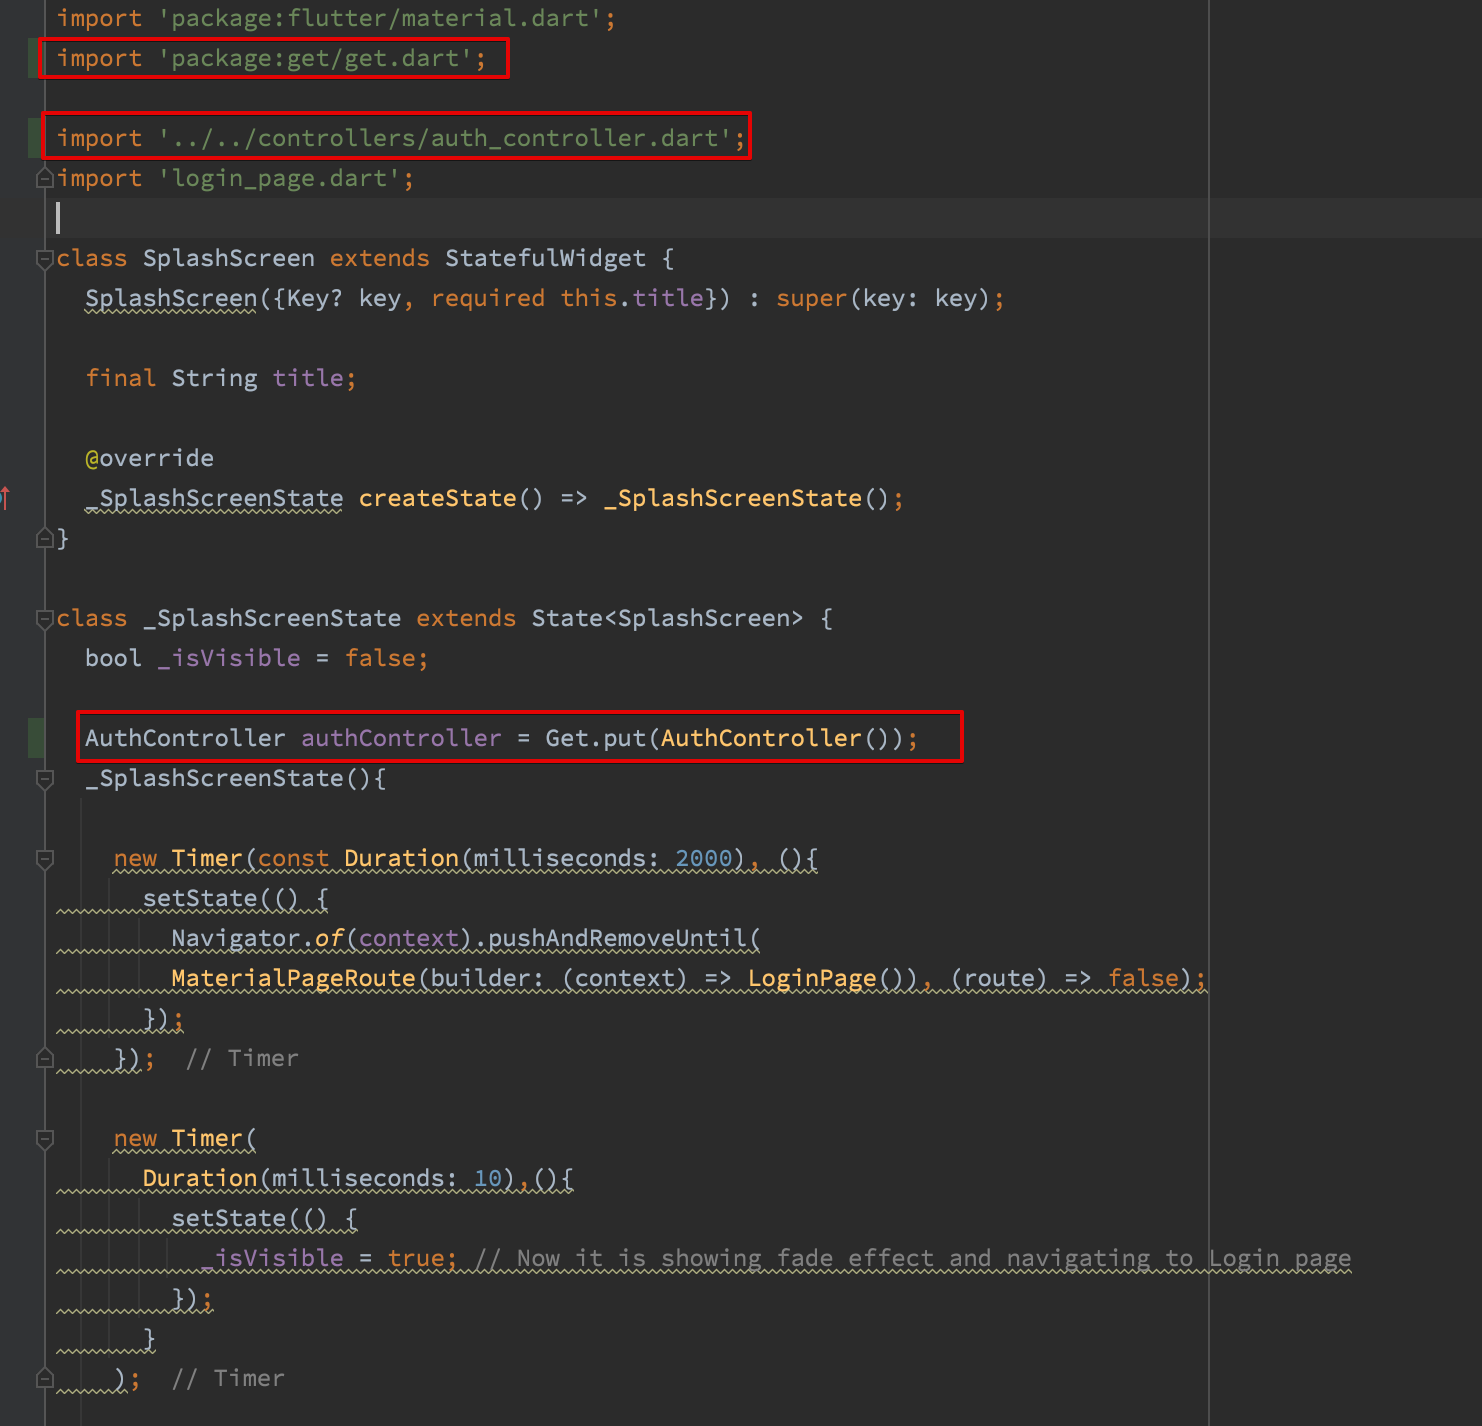 import 'package:flutter/material.dart';
import 'package:get/get.dart';
import '../../controllers/auth_controller.dart';
import 'login_page.dart';
class SplashScreen extends StatefulWidget {
SplashScreen({Key? key, required this.title}) : super(key: key);
final String title;
@override
_SplashScreenState createState() => _SplashScreenState();
}
class _SplashScreenState extends State<SplashScreen> {
bool _isVisible = false;
AuthController authController = Get.put(AuthController());
_SplashScreenState(){
new Timer(const Duration(milliseconds: 2000), (){
setState(() {
Navigator.of(context).pushAndRemoveUntil(
MaterialPageRoute(builder: (context) => LoginPage()), (route) => false);
});
}); // Timer
new Timer(
Duration(milliseconds: 10),(){
setState(() {
_isVisible = true; // Now it is showing fade effect and navigating to Login page
});
}
); // Timer